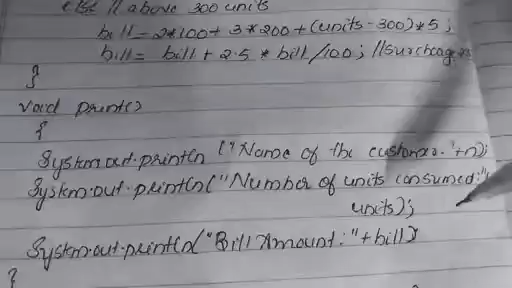 else // above 300 units
bill=2*100+3*200+(units-300)*5;
bill= bill+2.5*bill/100; //surcharge
}
void print()
{
System.out.println ("Name of the customer:"+n);
System.out.println("Number of units consumed:"+
units);
System.out.println("Bill Amount:"+bill)
}